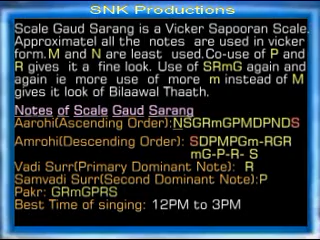 SNK Productions
Scale Gaud Sarang is a Vicker Sapooran Scale.
Approximatel all the notes are used in vicker
form.M and N are least used.Co-use of P and
R gives it a fine look. Use of SRmG again and
again ie more use of more m instead of M
gives it look of Bilaawal Thaath.
Notes of Scale Gaud Sarang
Aarohi(Ascending Order):NSGRmGPMDPNDS
Amrohi(Descending Order): SDPMPGm-RGR
mG-P-R- S
Vadi Surr(Primary Dominant Note): R
Samvadi Surr(Second Dominant Note):P
Pakr: GRmGPRS
Best Time of singing: 12PM to 3PM